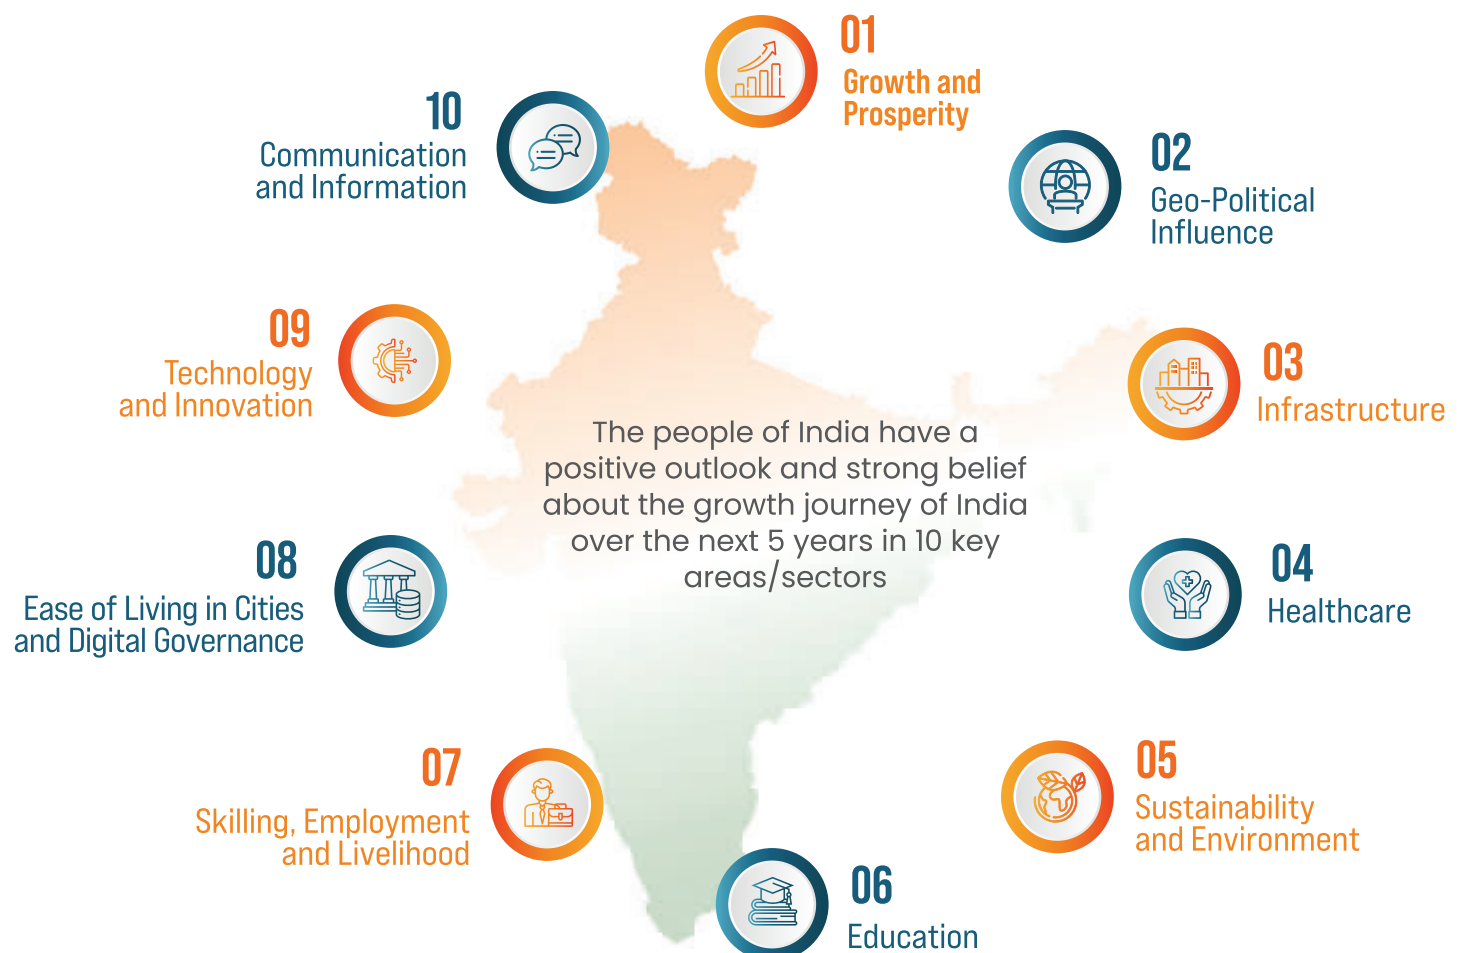 01
Growth and
Prosperity
02
Geo-Political
Influence
03
Infrastructure
04
Healthcare
05
Sustainability
and Environment
06
Education
07
Skilling, Employment
and Livelihood
08
Ease of Living in Cities
and Digital Governance
09
Technology
and Innovation
10
Communication
and Information
The people of India have a
positive outlook and strong belief
about the growth journey of India
over the next 5 years in 10 key
areas/sectors